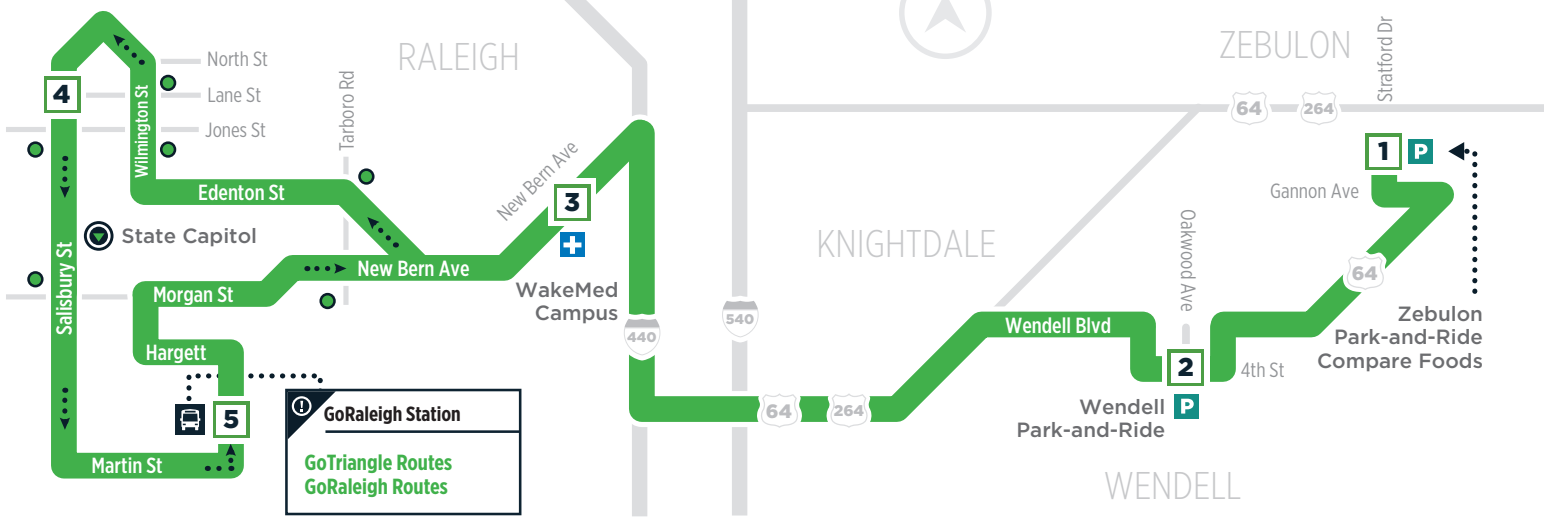 RALEIGH
ZEBULON
Stratford Dr
North St
Lane St
Jones St
Wilmington St
Tarboro Rd
4
64
264
1
P
Gannon Ave
Edenton St
New Bern Ave
3
State Capitol
KNIGHTDALE
Oakwood Ave
New Bern Ave
Salisbury St
Morgan St
WakeMed
Campus
440
540
64
Zebulon
Park-and-Ride
Compare Foods
Wendell Blvd
Hargett
2
4th St
P
Wendell
Park-and-Ride
64
264
5
GoRaleigh Station
GoTriangle Routes
GoRaleigh Routes
Martin St
WENDELL